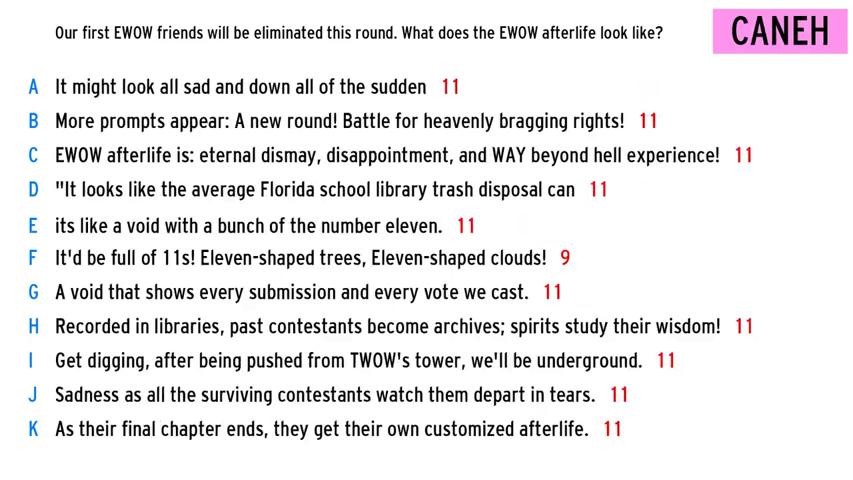 Our first EWOW friends will be eliminated this round. What does the EWOW afterlife look like?
CANEH
A It might look all sad and down all of the sudden 11
B More prompts appear: A new round! Battle for heavenly bragging rights! 11
C EWOW afterlife is: eternal dismay, disappointment, and WAY beyond hell experience! 11
D "It looks like the average Florida school library trash disposal can 11
E its like a void with a bunch of the number eleven. 11
F It'd be full of 11s! Eleven-shaped trees, Eleven-shaped clouds! 9
G A void that shows every submission and every vote we cast. 11
H Recorded in libraries, past contestants become archives; spirits study their wisdom! 11
I Get digging, after being pushed from TWOW's tower, we'll be underground. 11
J Sadness as all the surviving contestants watch them depart in tears. 11
K As their final chapter ends, they get their own customized afterlife. 11